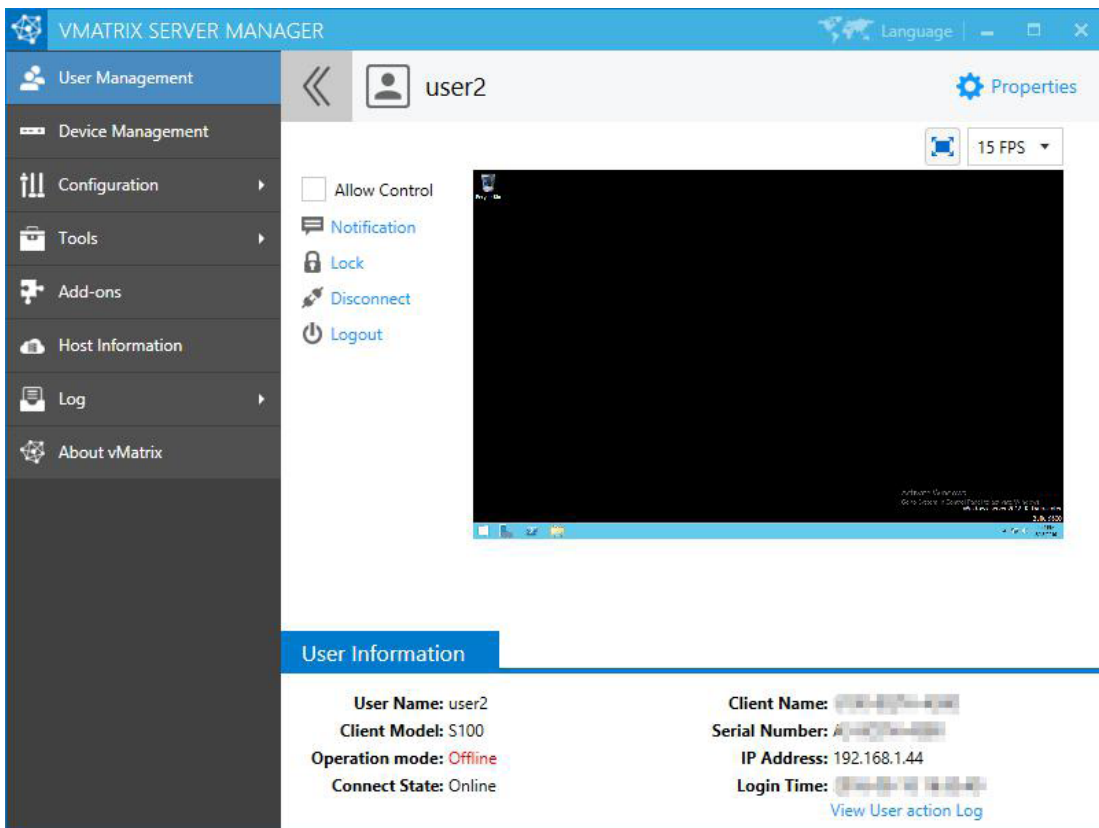 VMATRIX SERVER MANAGER
Language
User Management
Device Management
Configuration
Tools
Add-ons
Host Information
Log
About vMatrix
user2
Properties
15 FPS
Allow Control
Notification
Lock
Disconnect
Logout
Activate Windows
User Information
User Name: user2
Client Model: S100
Operation mode: Offline
Connect State: Online
Client Name:
Serial Number:
IP Address: 192.168.1.44
Login Time:
View User action Log